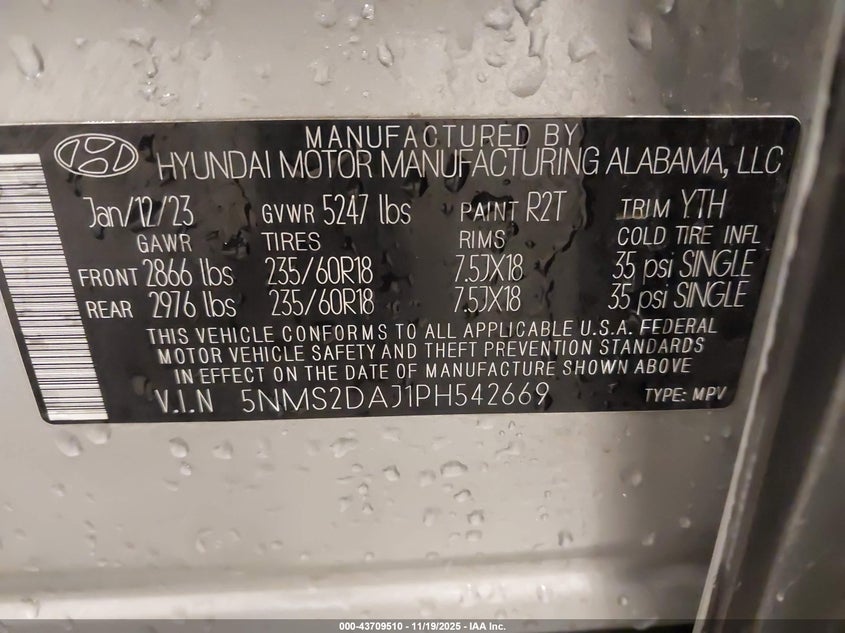 MANUFACTURED BY
HYUNDAI MOTOR MANUFACTURING ALABAMA, LLC
Jan/12/23 GVWR 5247 lbs PAINT R2T TRIM YTH
GAWR TIRES RIMS COLD TIRE INFL
FRONT 2866 lbs 235/60R18 7.5JX18 35 psi SINGLE
REAR 2976 lbs 235/60R18 7.5JX18 35 psi SINGLE
THIS VEHICLE CONFORMS TO ALL APPLICABLE U.S.A. FEDERAL
MOTOR VEHICLE SAFETY AND THEFT PREVENTION STANDARDS
IN EFFECT ON THE DATE OF MANUFACTURE SHOWN ABOVE
V.I.N 5NMS2DAJ1PH542669 TYPE: MPV
000-43709510 - 11/19/2025 - IAA Inc.